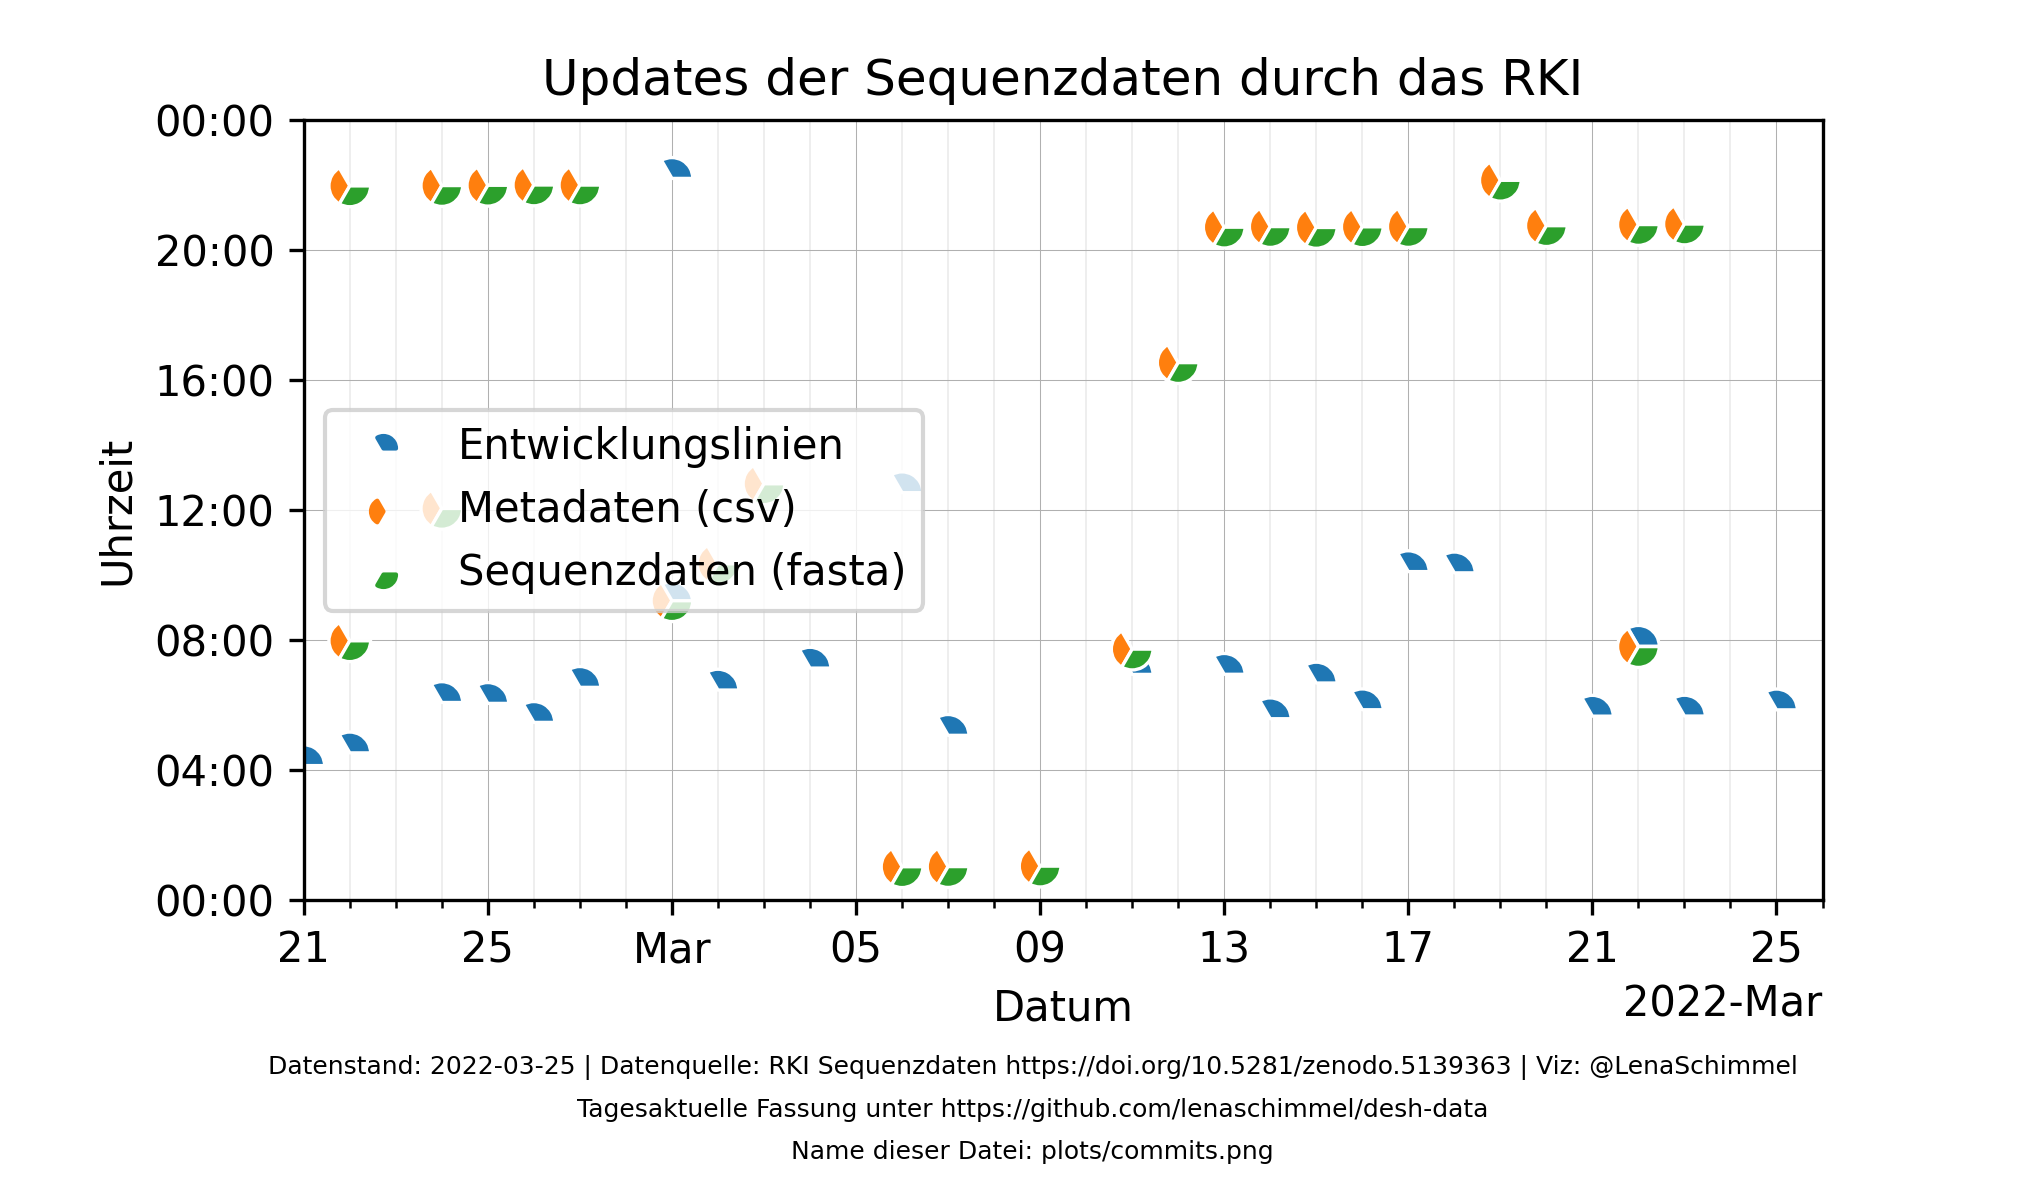 Updates der Sequenzdaten durch das RKI
00:00
20:00
16:00
12:00
08:00
04:00
00:00
Uhrzeit
Entwicklungslinien
Metadaten (csv)
Sequenzdaten (fasta)
21 25 Mar 05 09 13 17 21 25
Datum
2022-Mar
Datenstand: 2022-03-25 | Datenquelle: RKI Sequenzdaten https://doi.org/10.5281/zenodo.5139363 | Viz: @LenaSchimmel
Tagesaktuelle Fassung unter https://github.com/lenaschimmel/desh-data
Name dieser Datei: plots/commits.png